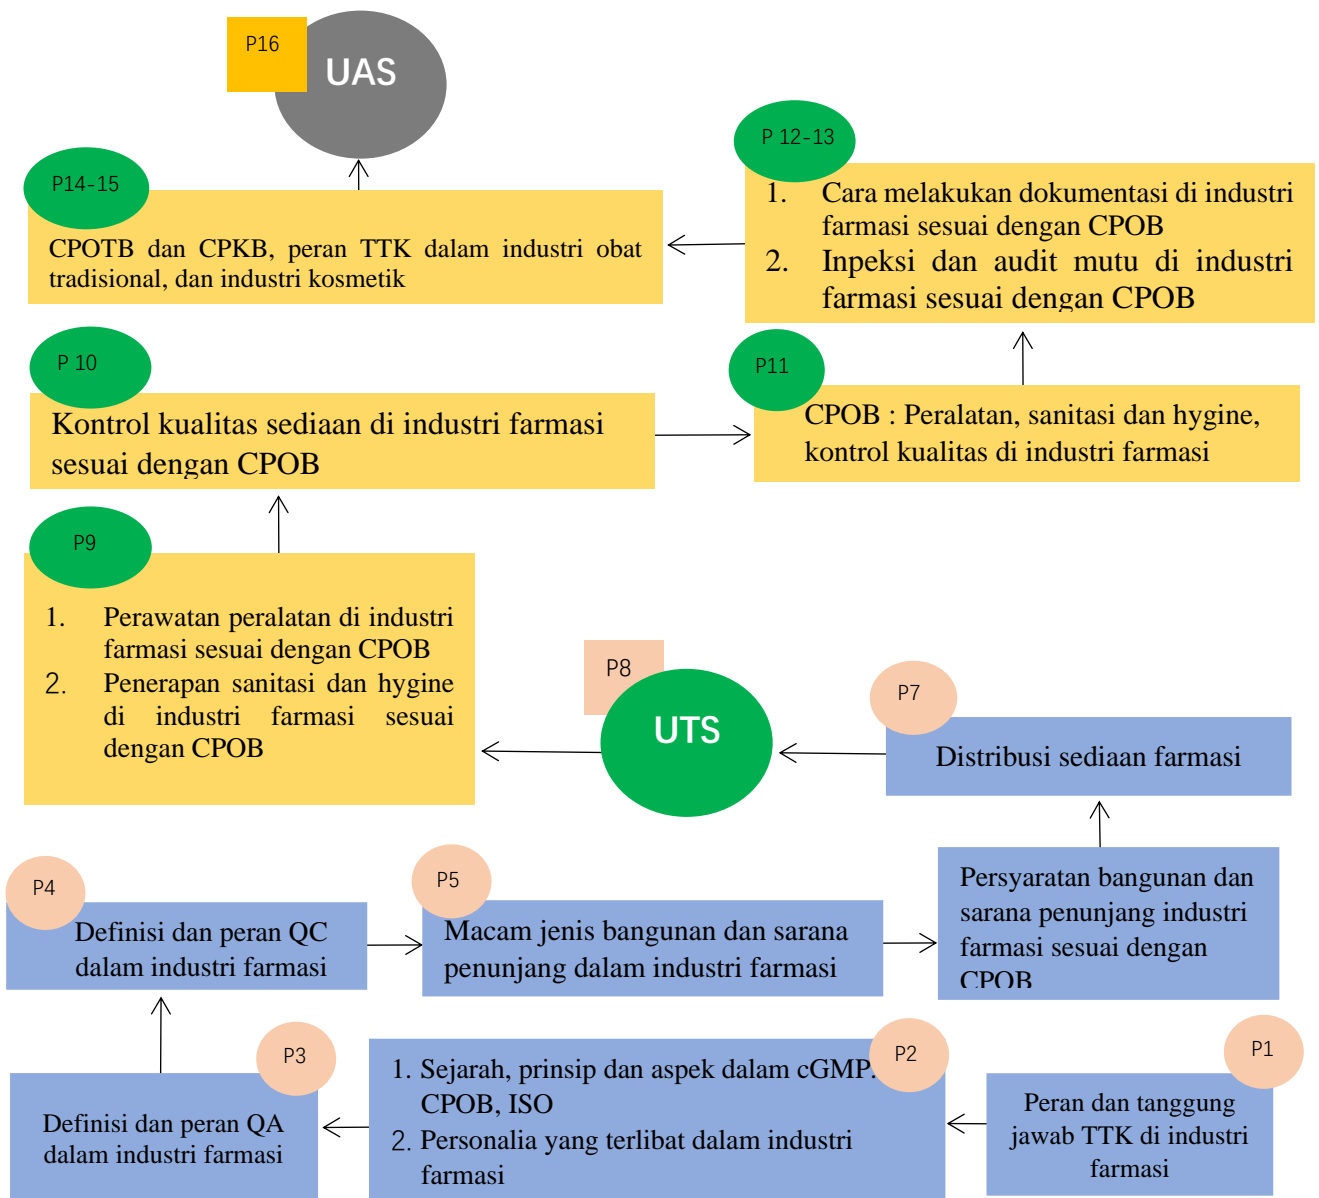 P16
UAS
P14-15
CPOTB dan CPKB, peran TTK dalam industri obat
tradisional, dan industri kosmetik
P 12-13
1. Cara melakukan dokumentasi di industri
farmasi sesuai dengan CPOB
2. Inpeksi dan audit mutu di industri
farmasi sesuai dengan CPOB
P 10
Kontrol kualitas sediaan di industri farmasi
sesuai dengan CPOB
P11
CPOB : Peralatan, sanitasi dan hygine,
kontrol kualitas di industri farmasi
P9
1. Perawatan peralatan di industri
farmasi sesuai dengan CPOB
2. Penerapan sanitasi dan hygine
di industri farmasi sesuai
dengan CPOB
P8
UTS
P7
Distribusi sediaan farmasi
P4
Definisi dan peran QC
dalam industri farmasi
P5
Macam jenis bangunan dan sarana
penunjang dalam industri farmasi
Persyaratan bangunan dan
sarana penunjang industri
farmasi sesuai dengan
CPOB
P3
Definisi dan peran QA
dalam industri farmasi
P2
1. Sejarah, prinsip dan aspek dalam cGMP.
CPOB, ISO
2. Personalia yang terlibat dalam industri
farmasi
P1
Peran dan tanggung
jawab TTK di industri
farmasi